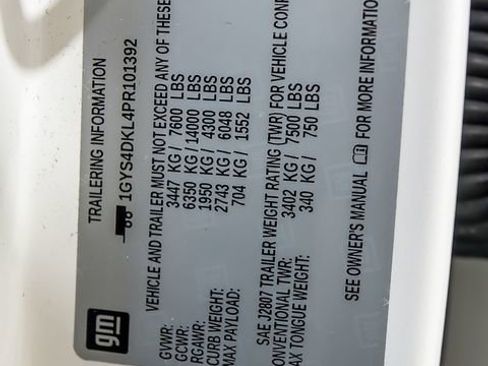 TRAILERING INFORMATION
1GYS4DKL4PR101392
VEHICLE AND TRAILER MUST NOT EXCEED ANY OF THESE
GVWR: 3447 KG / 7600 LBS
GCWR: 6350 KG / 14000 LBS
RGAWR: 1950 KG / 4300 LBS
CURB WEIGHT: 2743 KG / 6048 LBS
MAX PAYLOAD: 704 KG / 1552 LBS
SAE J2807 TRAILER WEIGHT RATING (TWR) FOR VEHICLE CONF
ONVENTIONAL TWR: 3402 KG / 7500 LBS
AX TONGUE WEIGHT: 340 KG / 750 LBS
SEE OWNER'S MANUAL FOR MORE INFORMATIO
gm